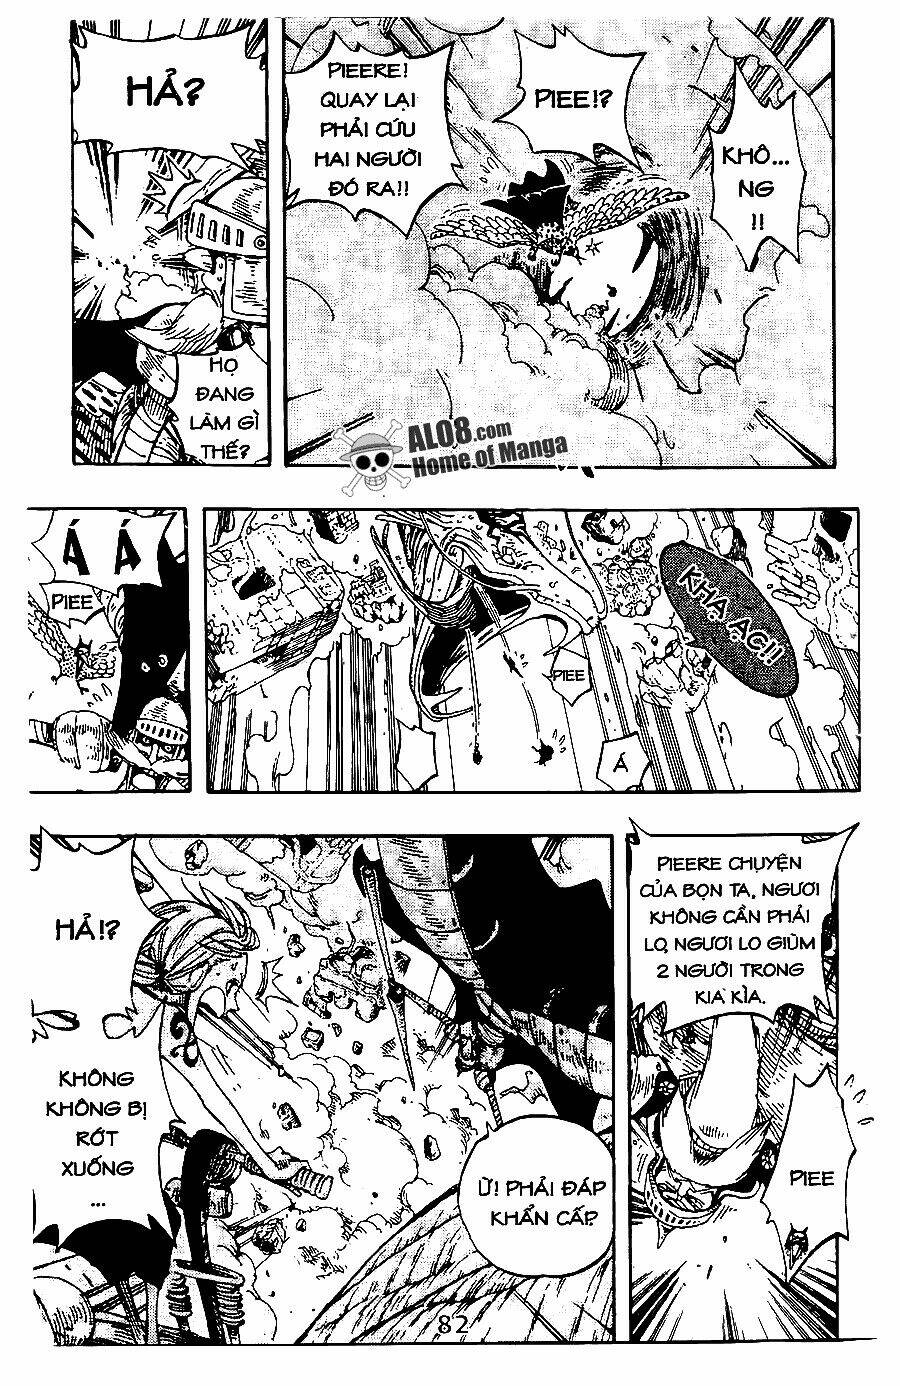 KHÔ...
NG
!!
PIEE!?
PIEERE!
QUAY LẠI
PHẢI CỨU
HAI NGƯỜI
ĐÓ RA!!
HẢ?
HỌ
ĐANG
LÀM GÌ
THẾ?
ALO8.com
Home of Manga
KHẠ ẠC!!
PIEE
Á
Á Á
PIEE
PIEERE CHUYỆN
CỦA BỌN TA, NGƯƠI
KHÔNG CẦN PHẢI
LO, NGƯƠI LO GIÙM
2 NGƯỜI TRONG
KIA KÌA.
PIEE
HẢ!?
KHÔNG
KHÔNG BỊ
RỚT
XUỐNG
...
Ừ! PHẢI ĐÁP
KHẨN CẤP?
82